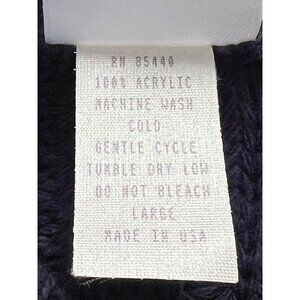 RN 85440
100% ACRYLIC
MACHINE WASH
COLD
GENTLE CYCLE
TUMBLE DRY LOW
DO NOT BLEACH
LARGE
MADE IN USA